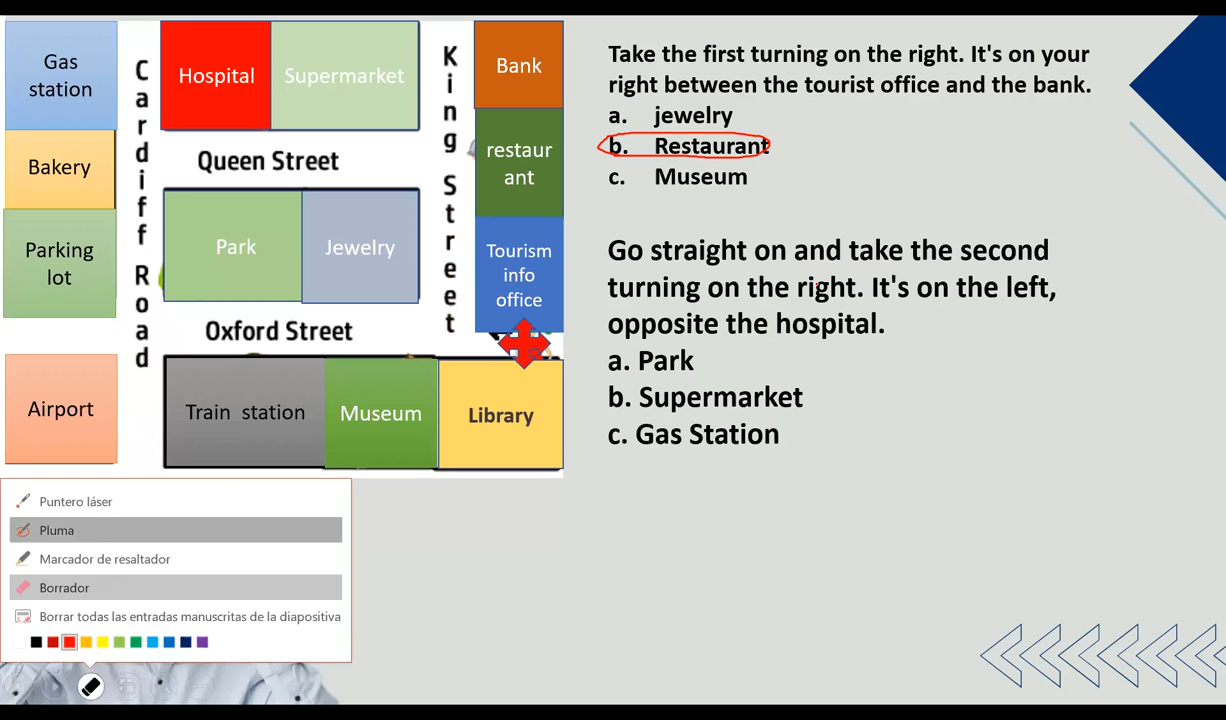 Gas
station
Bakery
Parking
lot
Airport
Cardiff Road
Hospital
Supermarket
Queen Street
Park
Jewelry
Oxford Street
Train station
Museum
Library
King Street
Bank
restaur
ant
Tourism
info
office
Take the first turning on the right. It's on your
right between the tourist office and the bank.
a. jewelry
b. Restaurant
c. Museum
Go straight on and take the second
turning on the right. It's on the left,
opposite the hospital.
a. Park
b. Supermarket
c. Gas Station
Puntero láser
Pluma
Marcador de resaltador
Borrador
Borrar todas las entradas manuscritas de la diapositiva